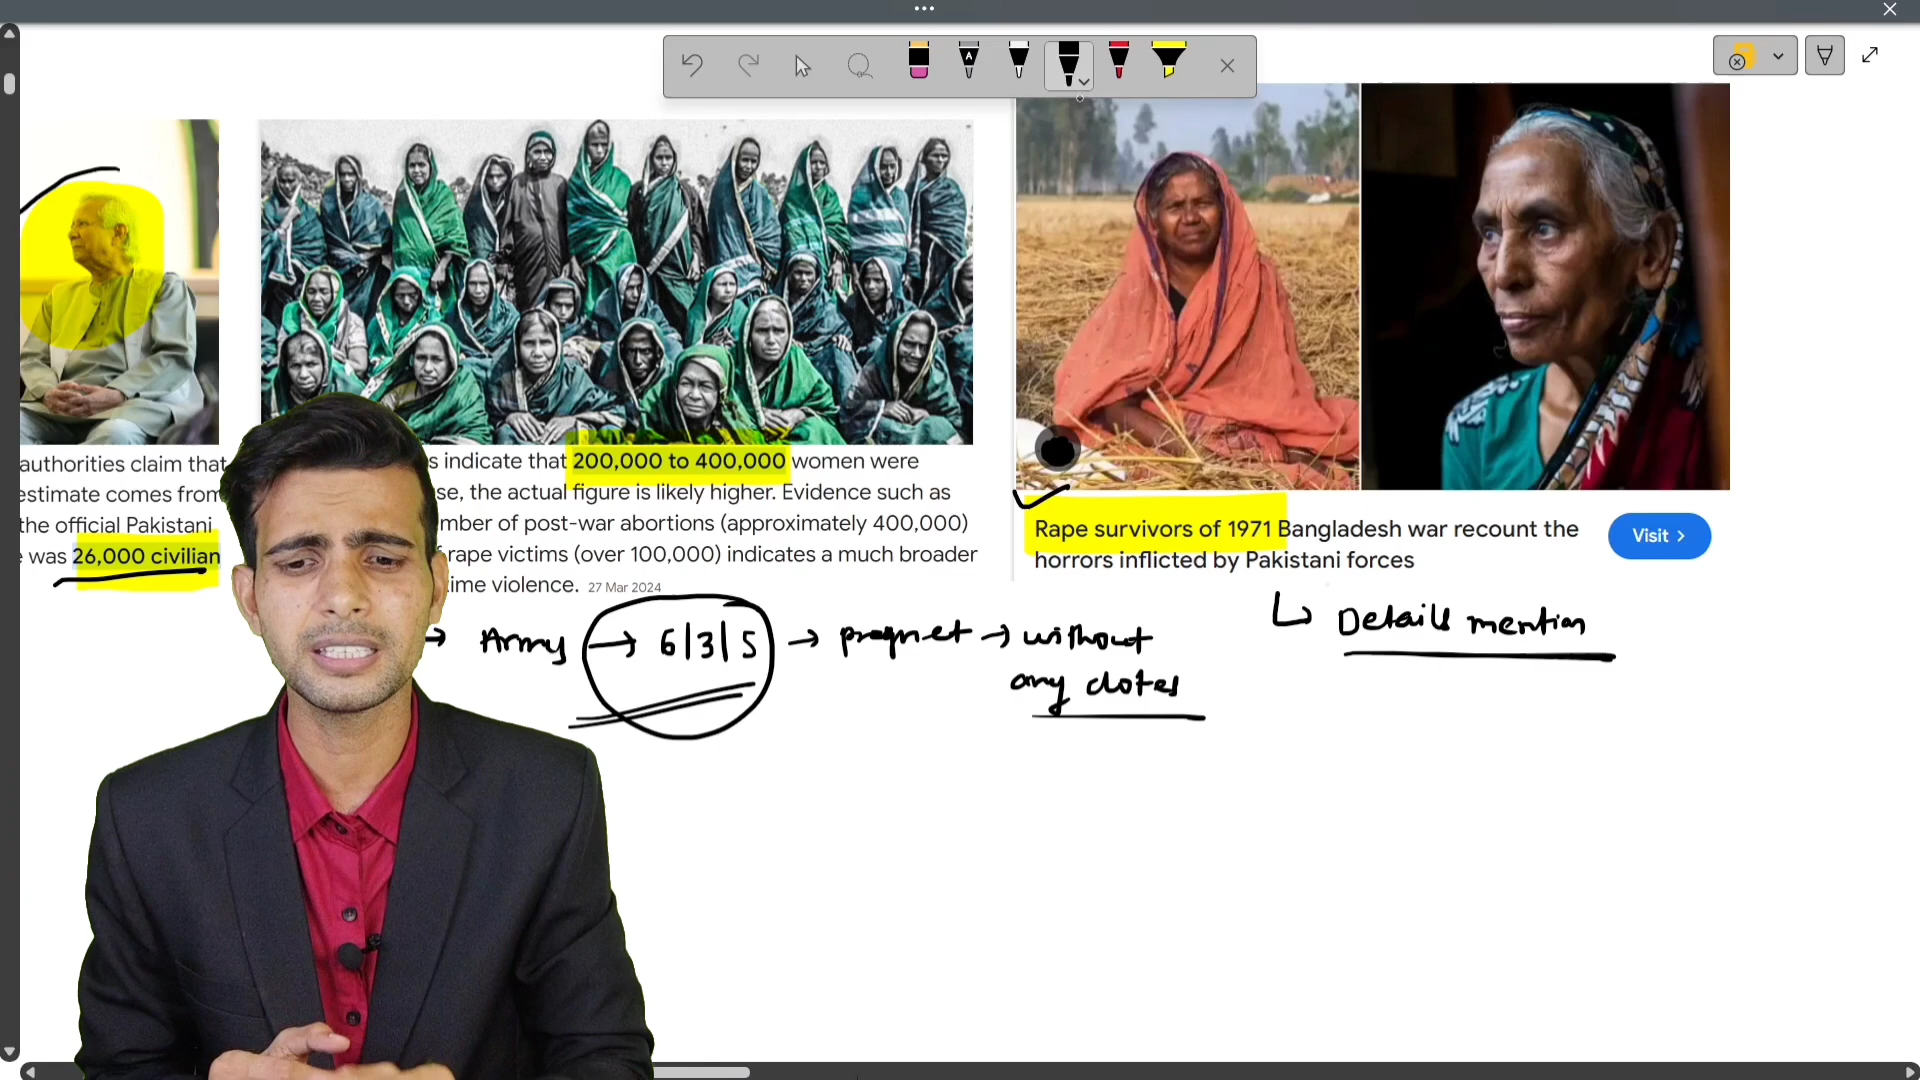 authorities claim that
estimate comes from
the official Pakistani
was 26,000 civilian
s indicate that 200,000 to 400,000 women were
se, the actual figure is likely higher. Evidence such as
mber of post-war abortions (approximately 400,000)
rape victims (over 100,000) indicates a much broader
time violence. 27 Mar 2024
Rape survivors of 1971 Bangladesh war recount the
horrors inflicted by Pakistani forces
Visit >
→ Army → 6|3|5 → pregnet → without
any clotes
↳ Details mention